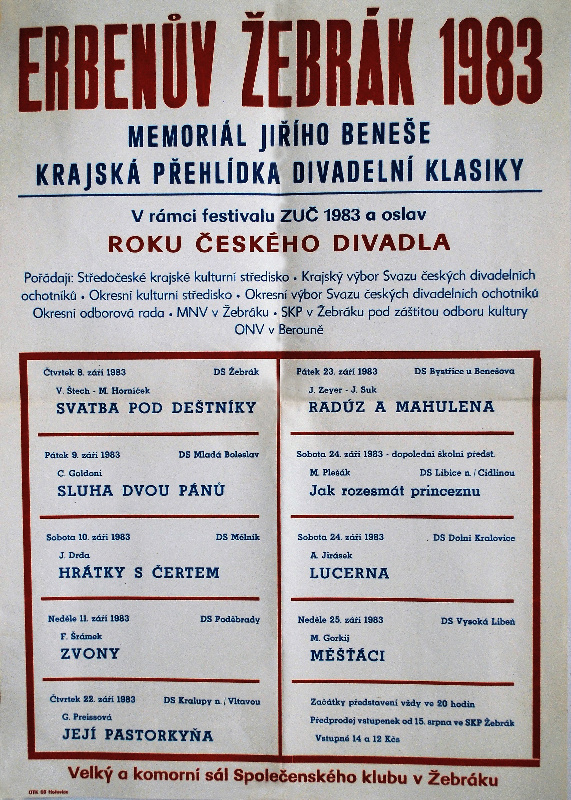 ERBENŮV ŽEBRÁK 1983
MEMORIÁL JIŘÍHO BENEŠE
KRAJSKÁ PŘEHLÍDKA DIVADELNÍ KLASIKY
V rámci festivalu ZUČ 1983 a oslav
ROKU ČESKÉHO DIVADLA
Pořádají: Středočeské krajské kulturní středisko • Krajský výbor Svazu českých divadelních
ochotníků • Okresní kulturní středisko • Okresní výbor Svazu českých divadelních ochotníků
Okresní odborová rada • MNV v Žebráku • SKP v Žebráku pod záštitou odboru kultury
ONV v Berouně
Čtvrtek 8. září 1983 DS Žebrák
V. Štech - M. Horníček
SVATBA POD DEŠTNÍKY
Pátek 9. září 1983 DS Mladá Boleslav
C. Goldoni
SLUHA DVOU PÁNŮ
Sobota 10. září 1983 DS Mělník
J. Drda
HRÁTKY S ČERTEM
Neděle 11. září 1983 DS Poděbrady
F. Šrámek
ZVONY
Čtvrtek 22. září 1983 DS Kralupy n./Vltavou
G. Preissová
JEJÍ PASTORKYŇA
Pátek 23. září 1983 DS Bystřice u Benešova
J. Zeyer - J. Suk
RADÚZ A MAHULENA
Sobota 24. září 1983 - dopolední školní předst.
M. Plešák DS Libice n./Cidlinou
Jak rozesmát princeznu
Sobota 24. září 1983 DS Dolní Kralovice
A. Jirásek
LUCERNA
Neděle 25. září 1983 DS Vysoká Libeň
M. Gorkij
MĚŠŤÁCI
Začátky představení vždy ve 20 hodin
Předprodej vstupenek od 15. srpna ve SKP Žebrák
Vstupné 14 a 12 Kčs
Velký a komorní sál Společenského klubu v Žebráku